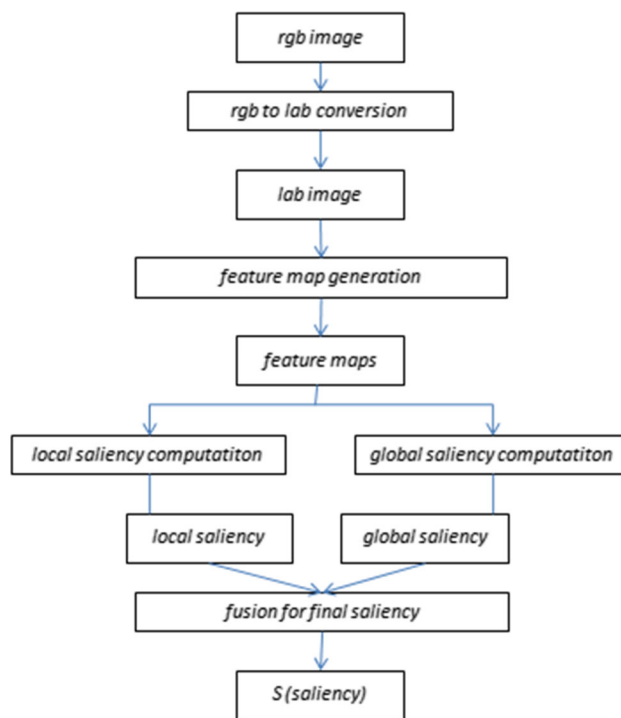 rgb image
rgb to lab conversion
lab image
feature map generation
feature maps
local saliency computatiton
global saliency computatiton
local saliency
global saliency
fusion for final saliency
S (saliency)